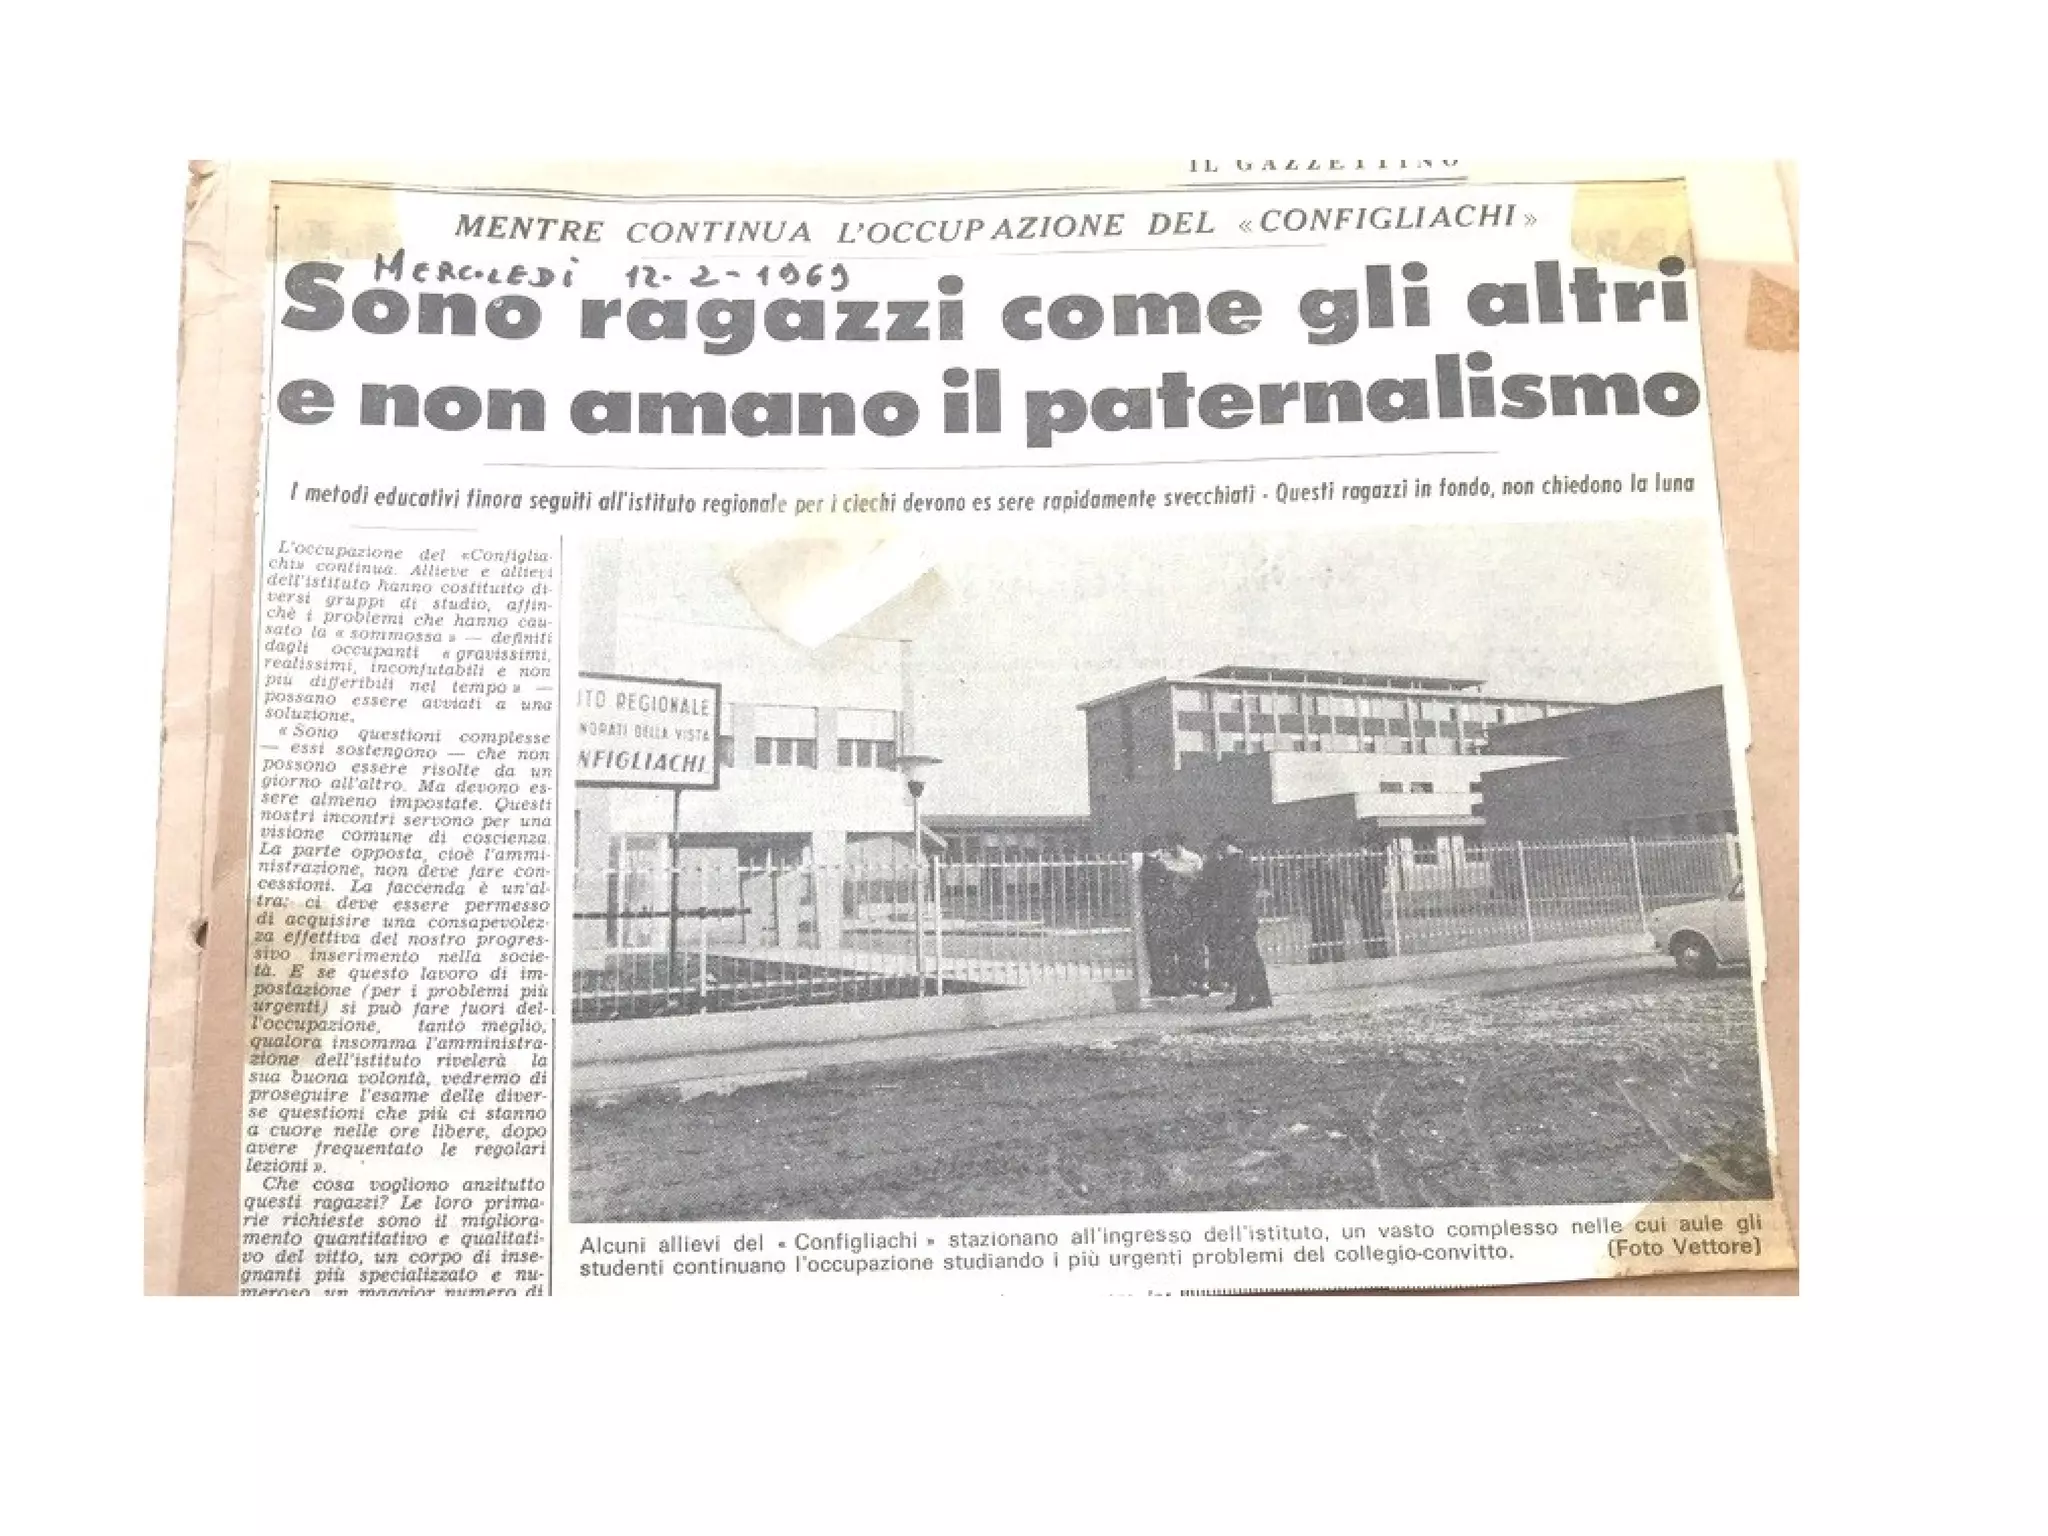 IL GAZZETTINO
MENTRE CONTINUA L'OCCUPAZIONE DEL «CONFIGLIACHI»
MERCOLEDì 12-2-1969
Sono ragazzi come gli altri
e non amano il paternalismo
I metodi educativi finora seguiti all'istituto regionale per i ciechi devono es sere rapidamente svecchiati - Questi ragazzi in fondo, non chiedono la luna
L'occupazione del «Configlia-
chi» continua. Allieve e allievi
dell'istituto hanno costituito di-
versi gruppi di studio, affin-
chè i problemi che hanno cau-
sato la « sommossa » — definiti
dagli occupanti « gravissimi,
realissimi, inconfutabili e non
più differibili nel tempo » —
possano essere avviati a una
soluzione.
« Sono questioni complesse
— essi sostengono — che non
possono essere risolte da un
giorno all'altro. Ma devono es-
sere almeno impostate. Questi
nostri incontri servono per una
visione comune di coscienza.
La parte opposta, cioè l'ammi-
nistrazione, non deve fare con-
cessioni. La faccenda è un'al-
tra: ci deve essere permesso
di acquisire una consapevolez-
za effettiva del nostro progres-
sivo inserimento nella socie-
tà. E se questo lavoro di im-
postazione (per i problemi più
urgenti) si può fare fuori del-
l'occupazione, tanto meglio,
qualora insomma l'amministra-
zione dell'istituto rivelerà la
sua buona volontà, vedremo di
proseguire l'esame delle diver-
se questioni che più ci stanno
a cuore nelle ore libere, dopo
avere frequentato le regolari
lezioni ».
Che cosa vogliono anzitutto
questi ragazzi? Le loro prima-
rie richieste sono il migliora-
mento quantitativo e qualitati-
vo del vitto, un corpo di inse-
gnanti più specializzato e nu-
meroso, un maggior numero di
UTO REGIONALE
NORATI DELLA VISTA
NFIGLIACHI
Alcuni allievi del « Configliachi » stazionano all'ingresso dell'istituto, un vasto complesso nelle cui aule gli
studenti continuano l'occupazione studiando i più urgenti problemi del collegio-convitto. (Foto Vettore)